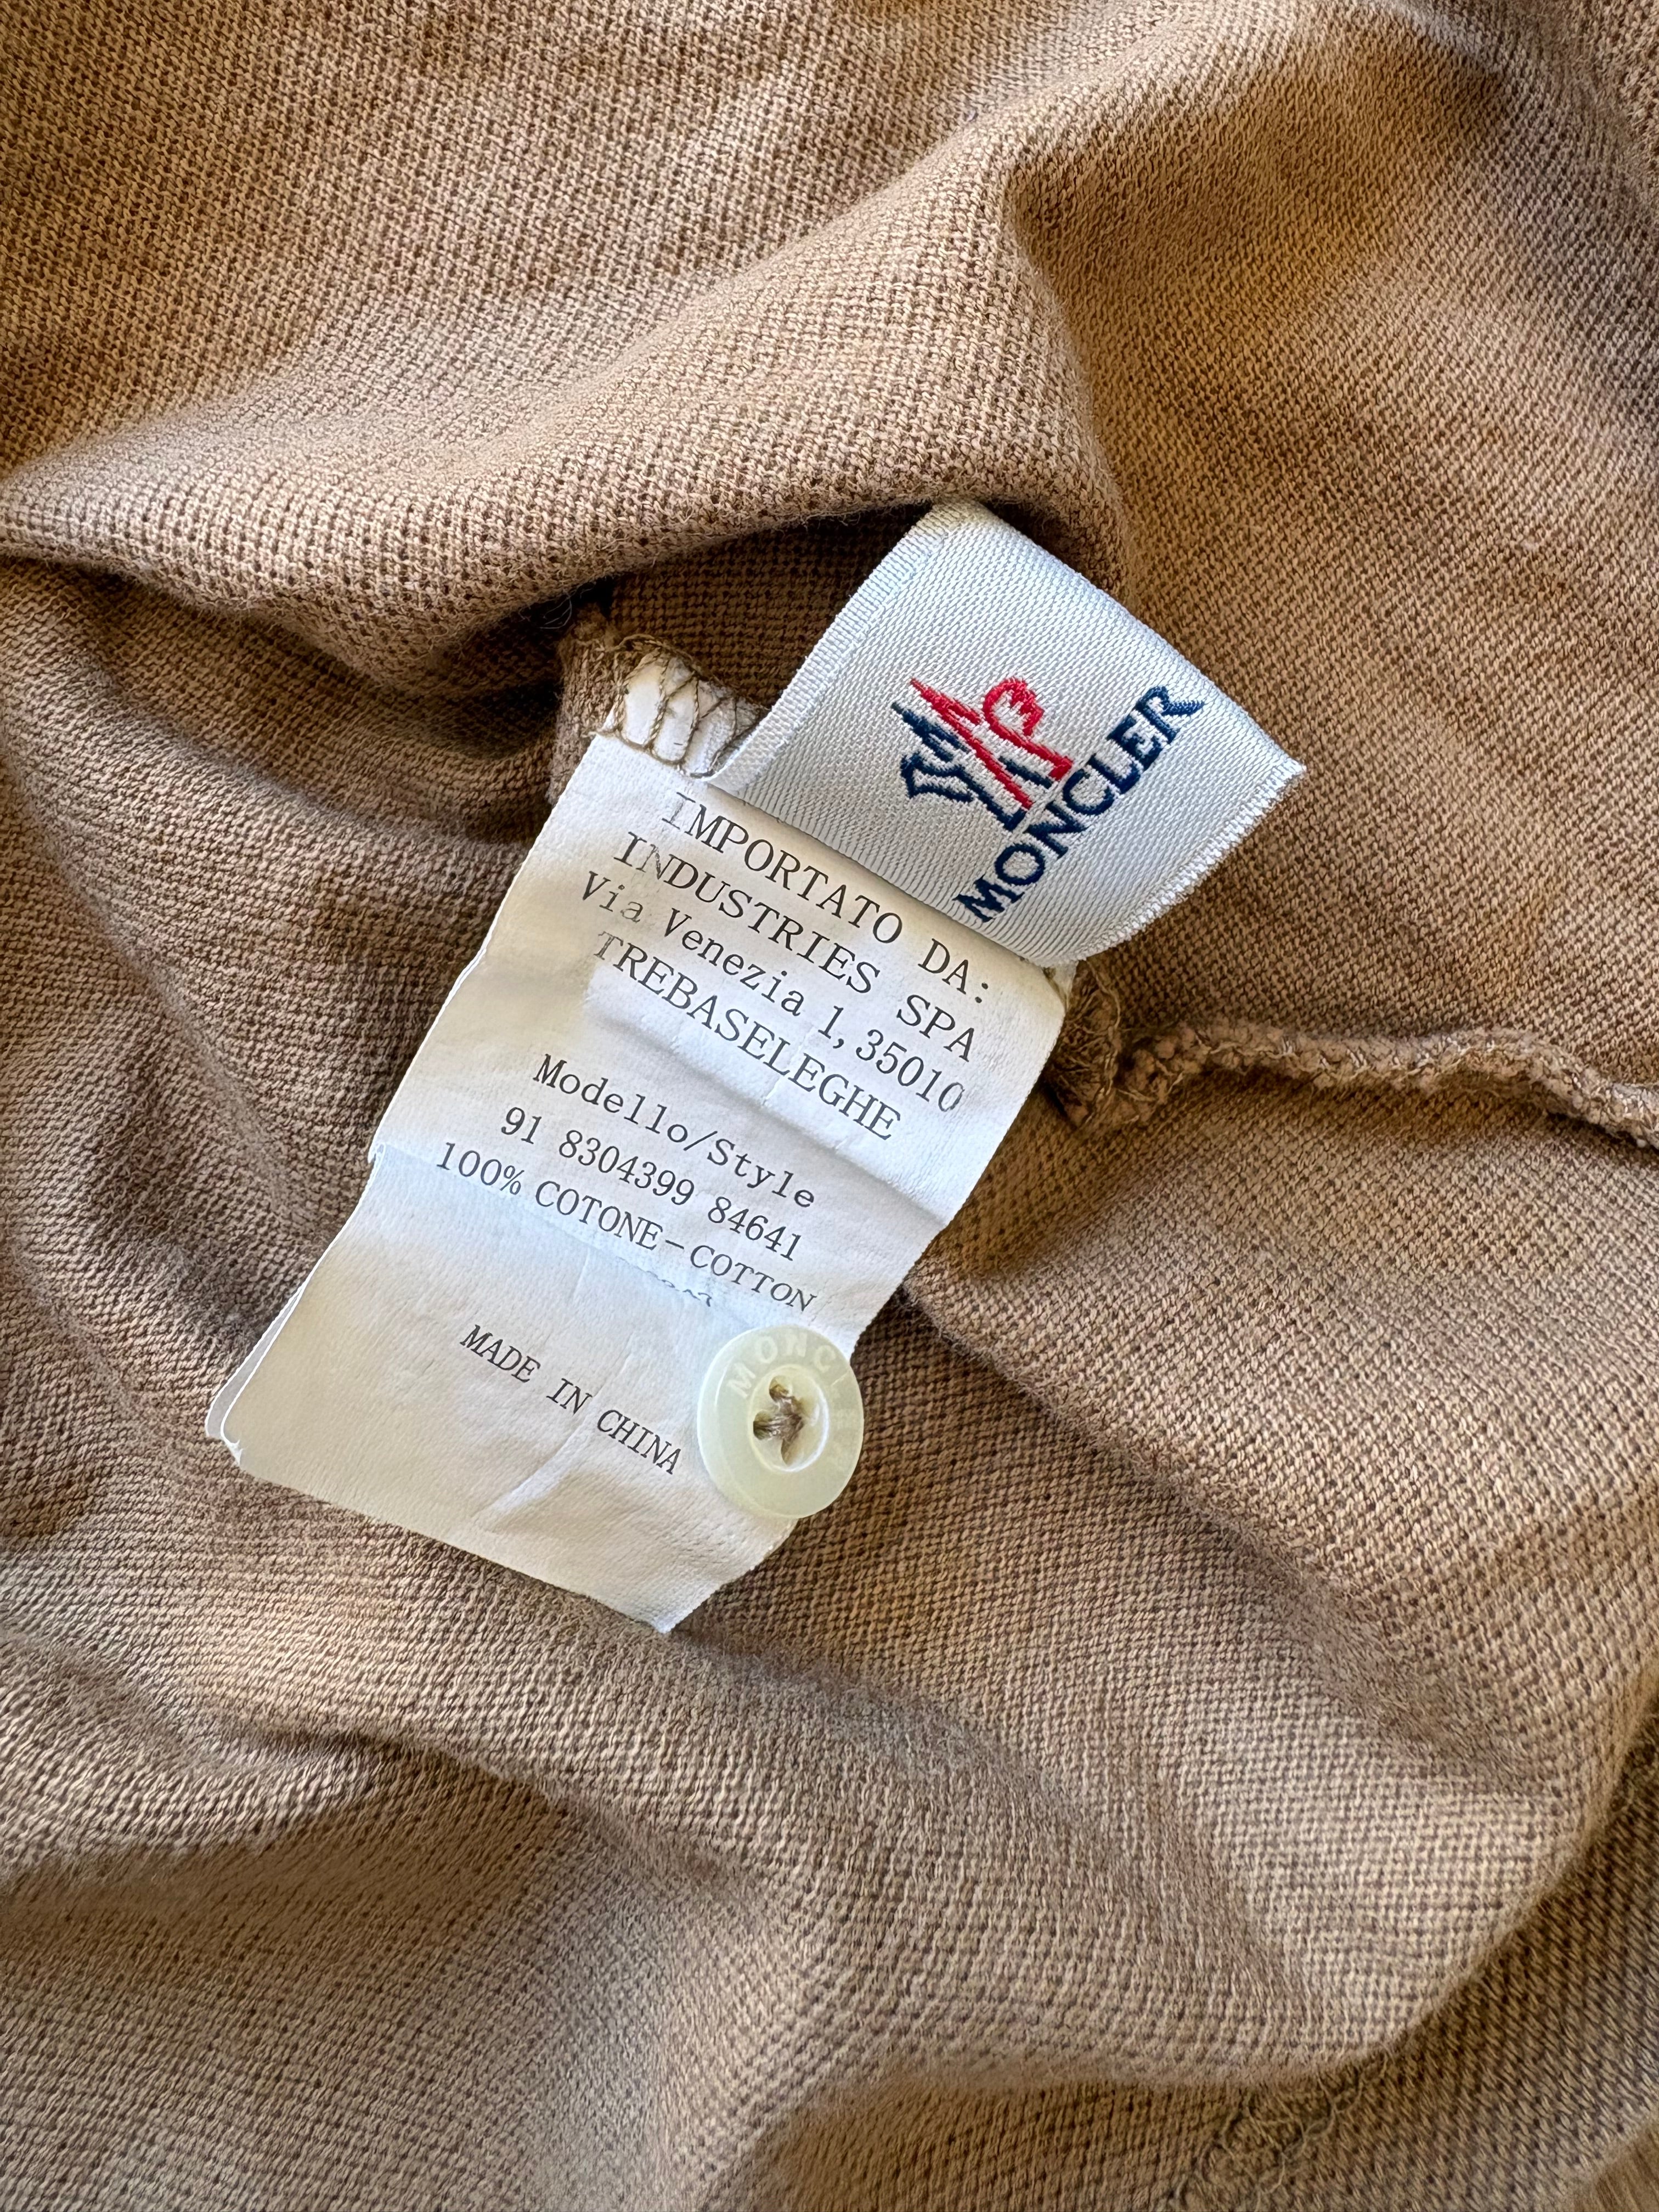 MONCLER
IMPORTATO DA:
INDUSTRIES SPA
Via Venezia 1, 35010
TREBASELEGHE
Modello/Style
91 8304399 84641
100% COTONE-COTTON
MADE IN CHINA
MONCL